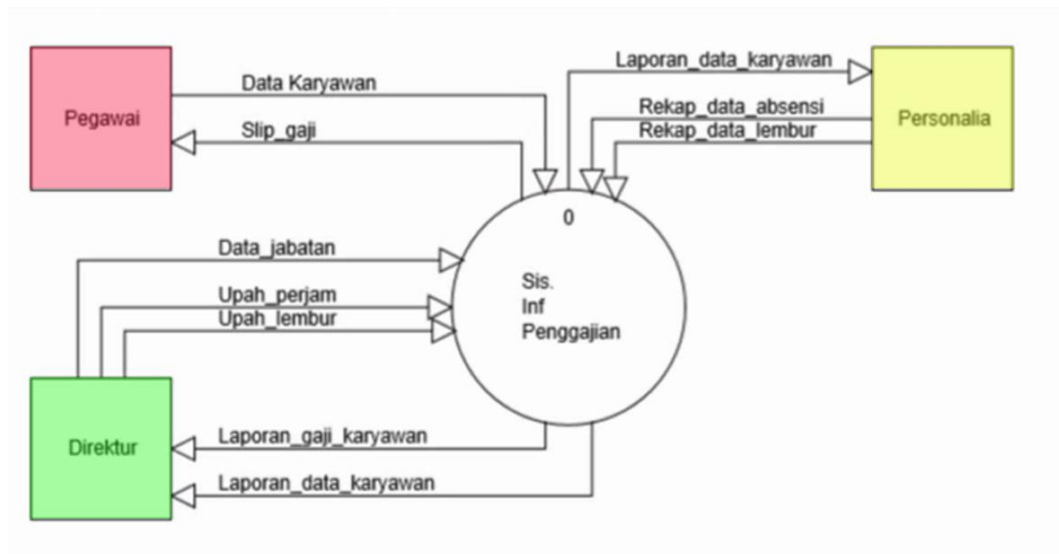 Laporan_data_karyawan
Data Karyawan
Rekap_data_absensi
Pegawai
Personalia
Slip_gaji
Rekap_data_lembur
0
Data_jabatan
Sis.
Inf
Penggajian
Upah_perjam
Upah_lembur
Direktur
Laporan_gaji_karyawan
Laporan_data_karyawan